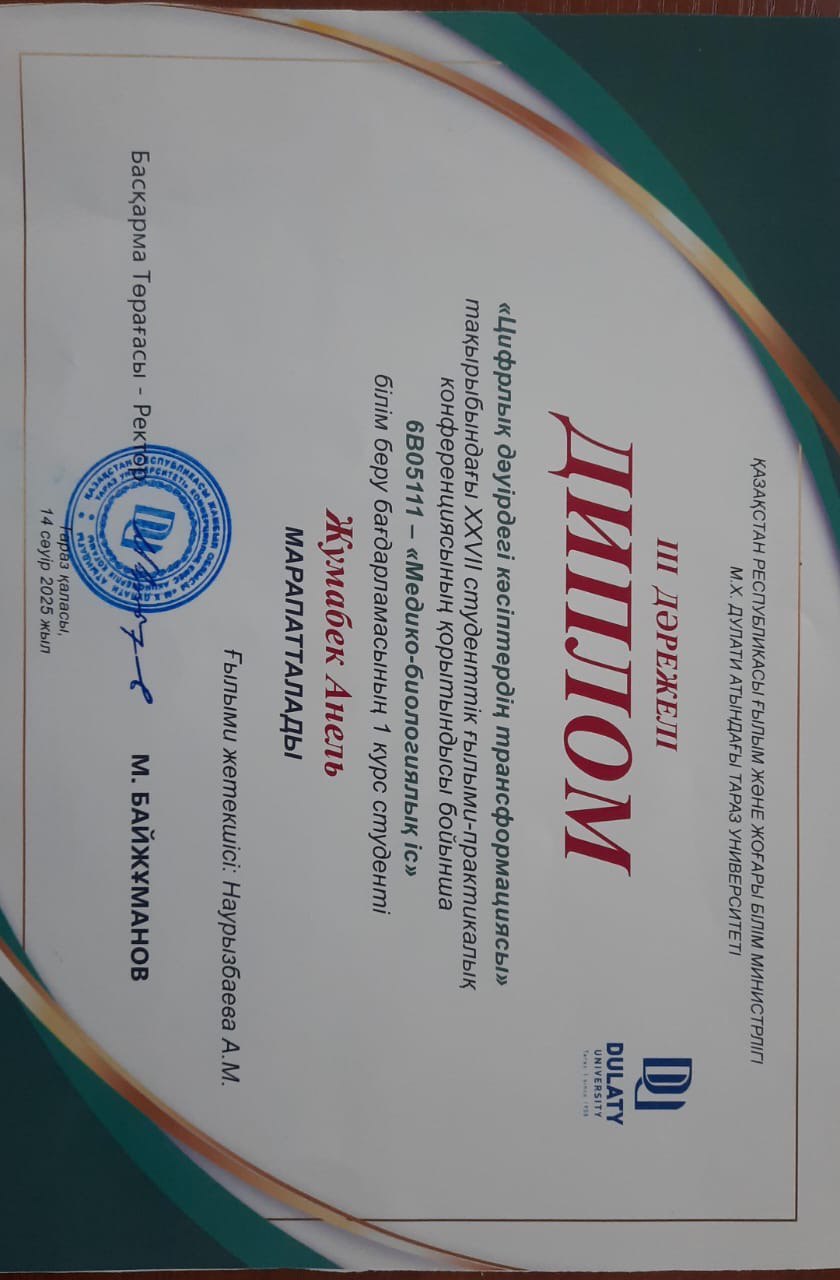 ҚАЗАҚСТАН РЕСПУБЛИКАСЫ ҒЫЛЫМ ЖӘНЕ ЖОҒАРЫ БІЛІМ МИНИСТРЛІГІ
М.Х. ДУЛАТИ АТЫНДАҒЫ ТАРАЗ УНИВЕРСИТЕТІ
DULATY
UNIVERSITY
III ДӘРЕЖЕЛІ
ДИПЛОМ
«Цифрлық дәуірдегі кәсіптердің трансформациясы»
тақырыбындағы XXVII студенттік ғылыми-практикалық
конференциясының қорытындысы бойынша
6B05111 – «Медико-биологиялық іс»
білім беру бағдарламасының 1 курс студенті
Жумабек Анель
МАРАПАТТАЛАДЫ
Ғылыми жетекшісі: Наурызбаева А.М.
Басқарма Төрағасы - Ректор М. БАЙЖҰМАНОВ
Тараз қаласы,
14 сәуір 2025 жыл